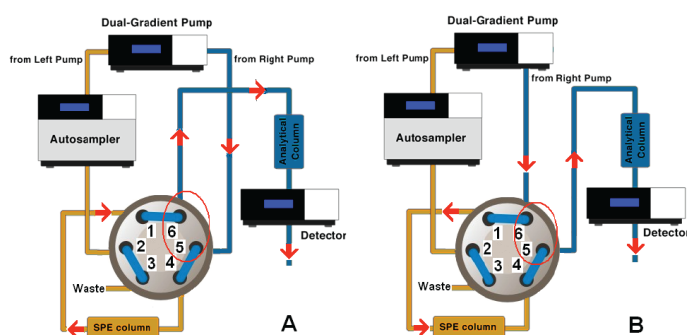 Dual-Gradient Pump
from Left Pump
from Right Pump
Autosampler
Analytical
Column
Detector
1
6
2
5
3
4
Waste
SPE column
A
Dual-Gradient Pump
from Left Pump
from Right Pump
Autosampler
Analytical
Column
Detector
1
6
2
5
3
4
Waste
SPE column
B